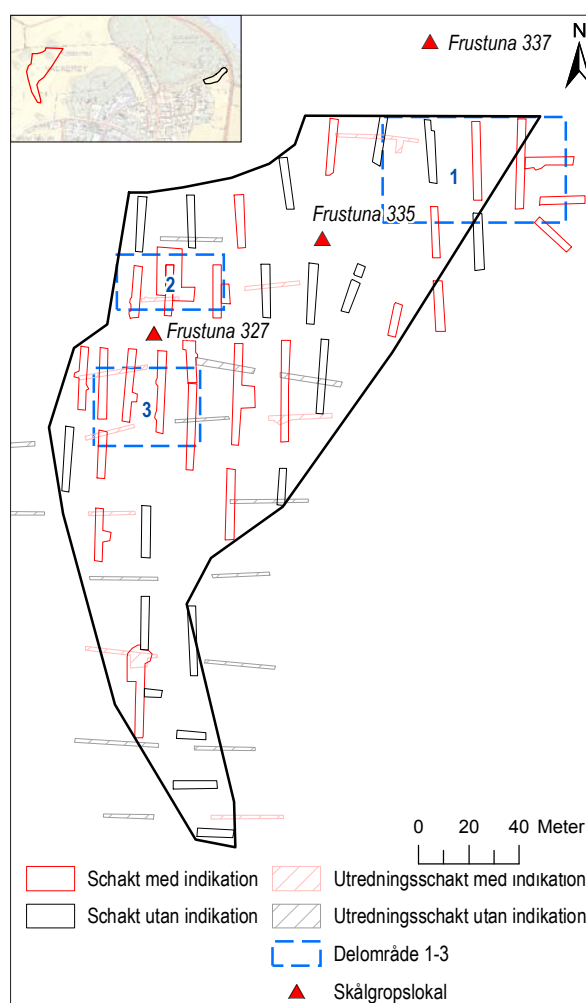 Frustuna 337
N
1
Frustuna 335
2
Frustuna 327
3
0 20 40 Meter
Schakt med indikation
Utredningsschakt med indikation
Schakt utan indikation
Utredningsschakt utan indikation
Delområde 1-3
Skålgropslokal